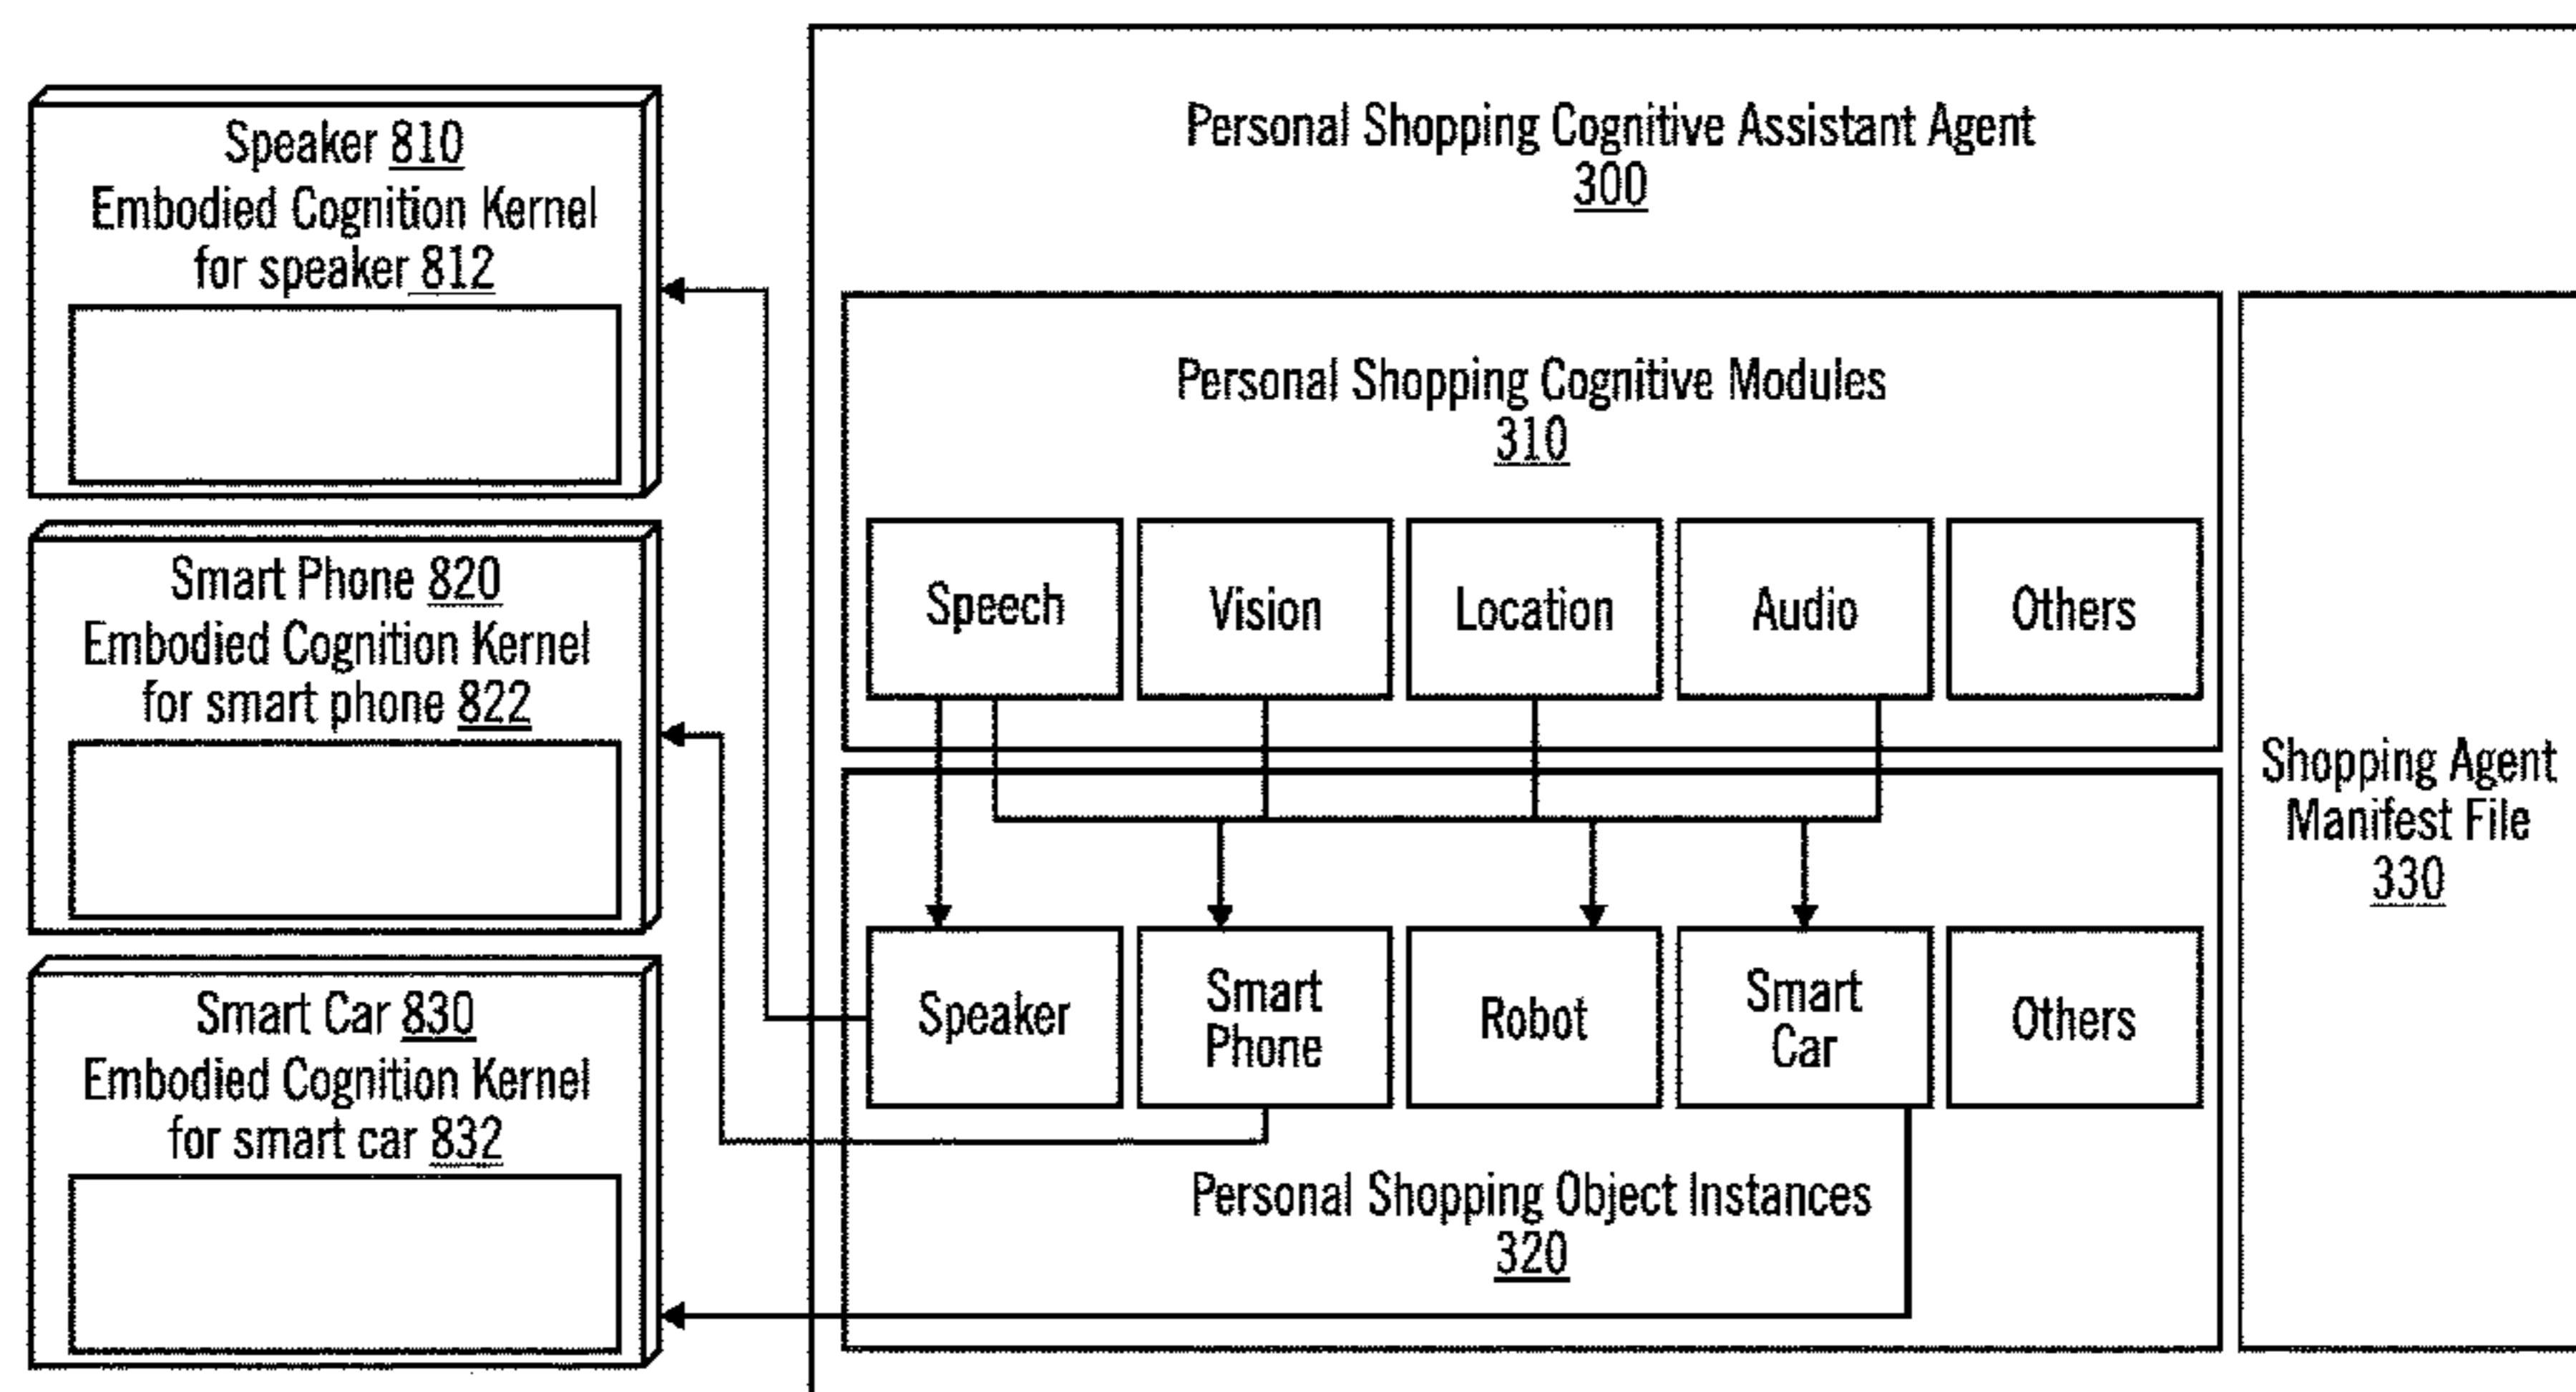 Speaker 810
Embodied Cognition Kernel
for speaker 812
Smart Phone 820
Embodied Cognition Kernel
for smart phone 822
Smart Car 830
Embodied Cognition Kernel
for smart car 832
Personal Shopping Cognitive Assistant Agent
300
Personal Shopping Cognitive Modules
310
Speech
Vision
Location
Audio
Others
Speaker
Smart
Phone
Robot
Smart
Car
Others
Personal Shopping Object Instances
320
Shopping Agent
Manifest File
330